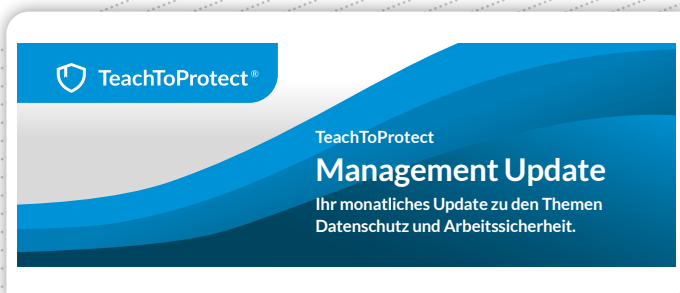 TeachToProtect®
TeachToProtect
Management Update
Ihr monatliches Update zu den Themen
Datenschutz und Arbeitssicherheit.